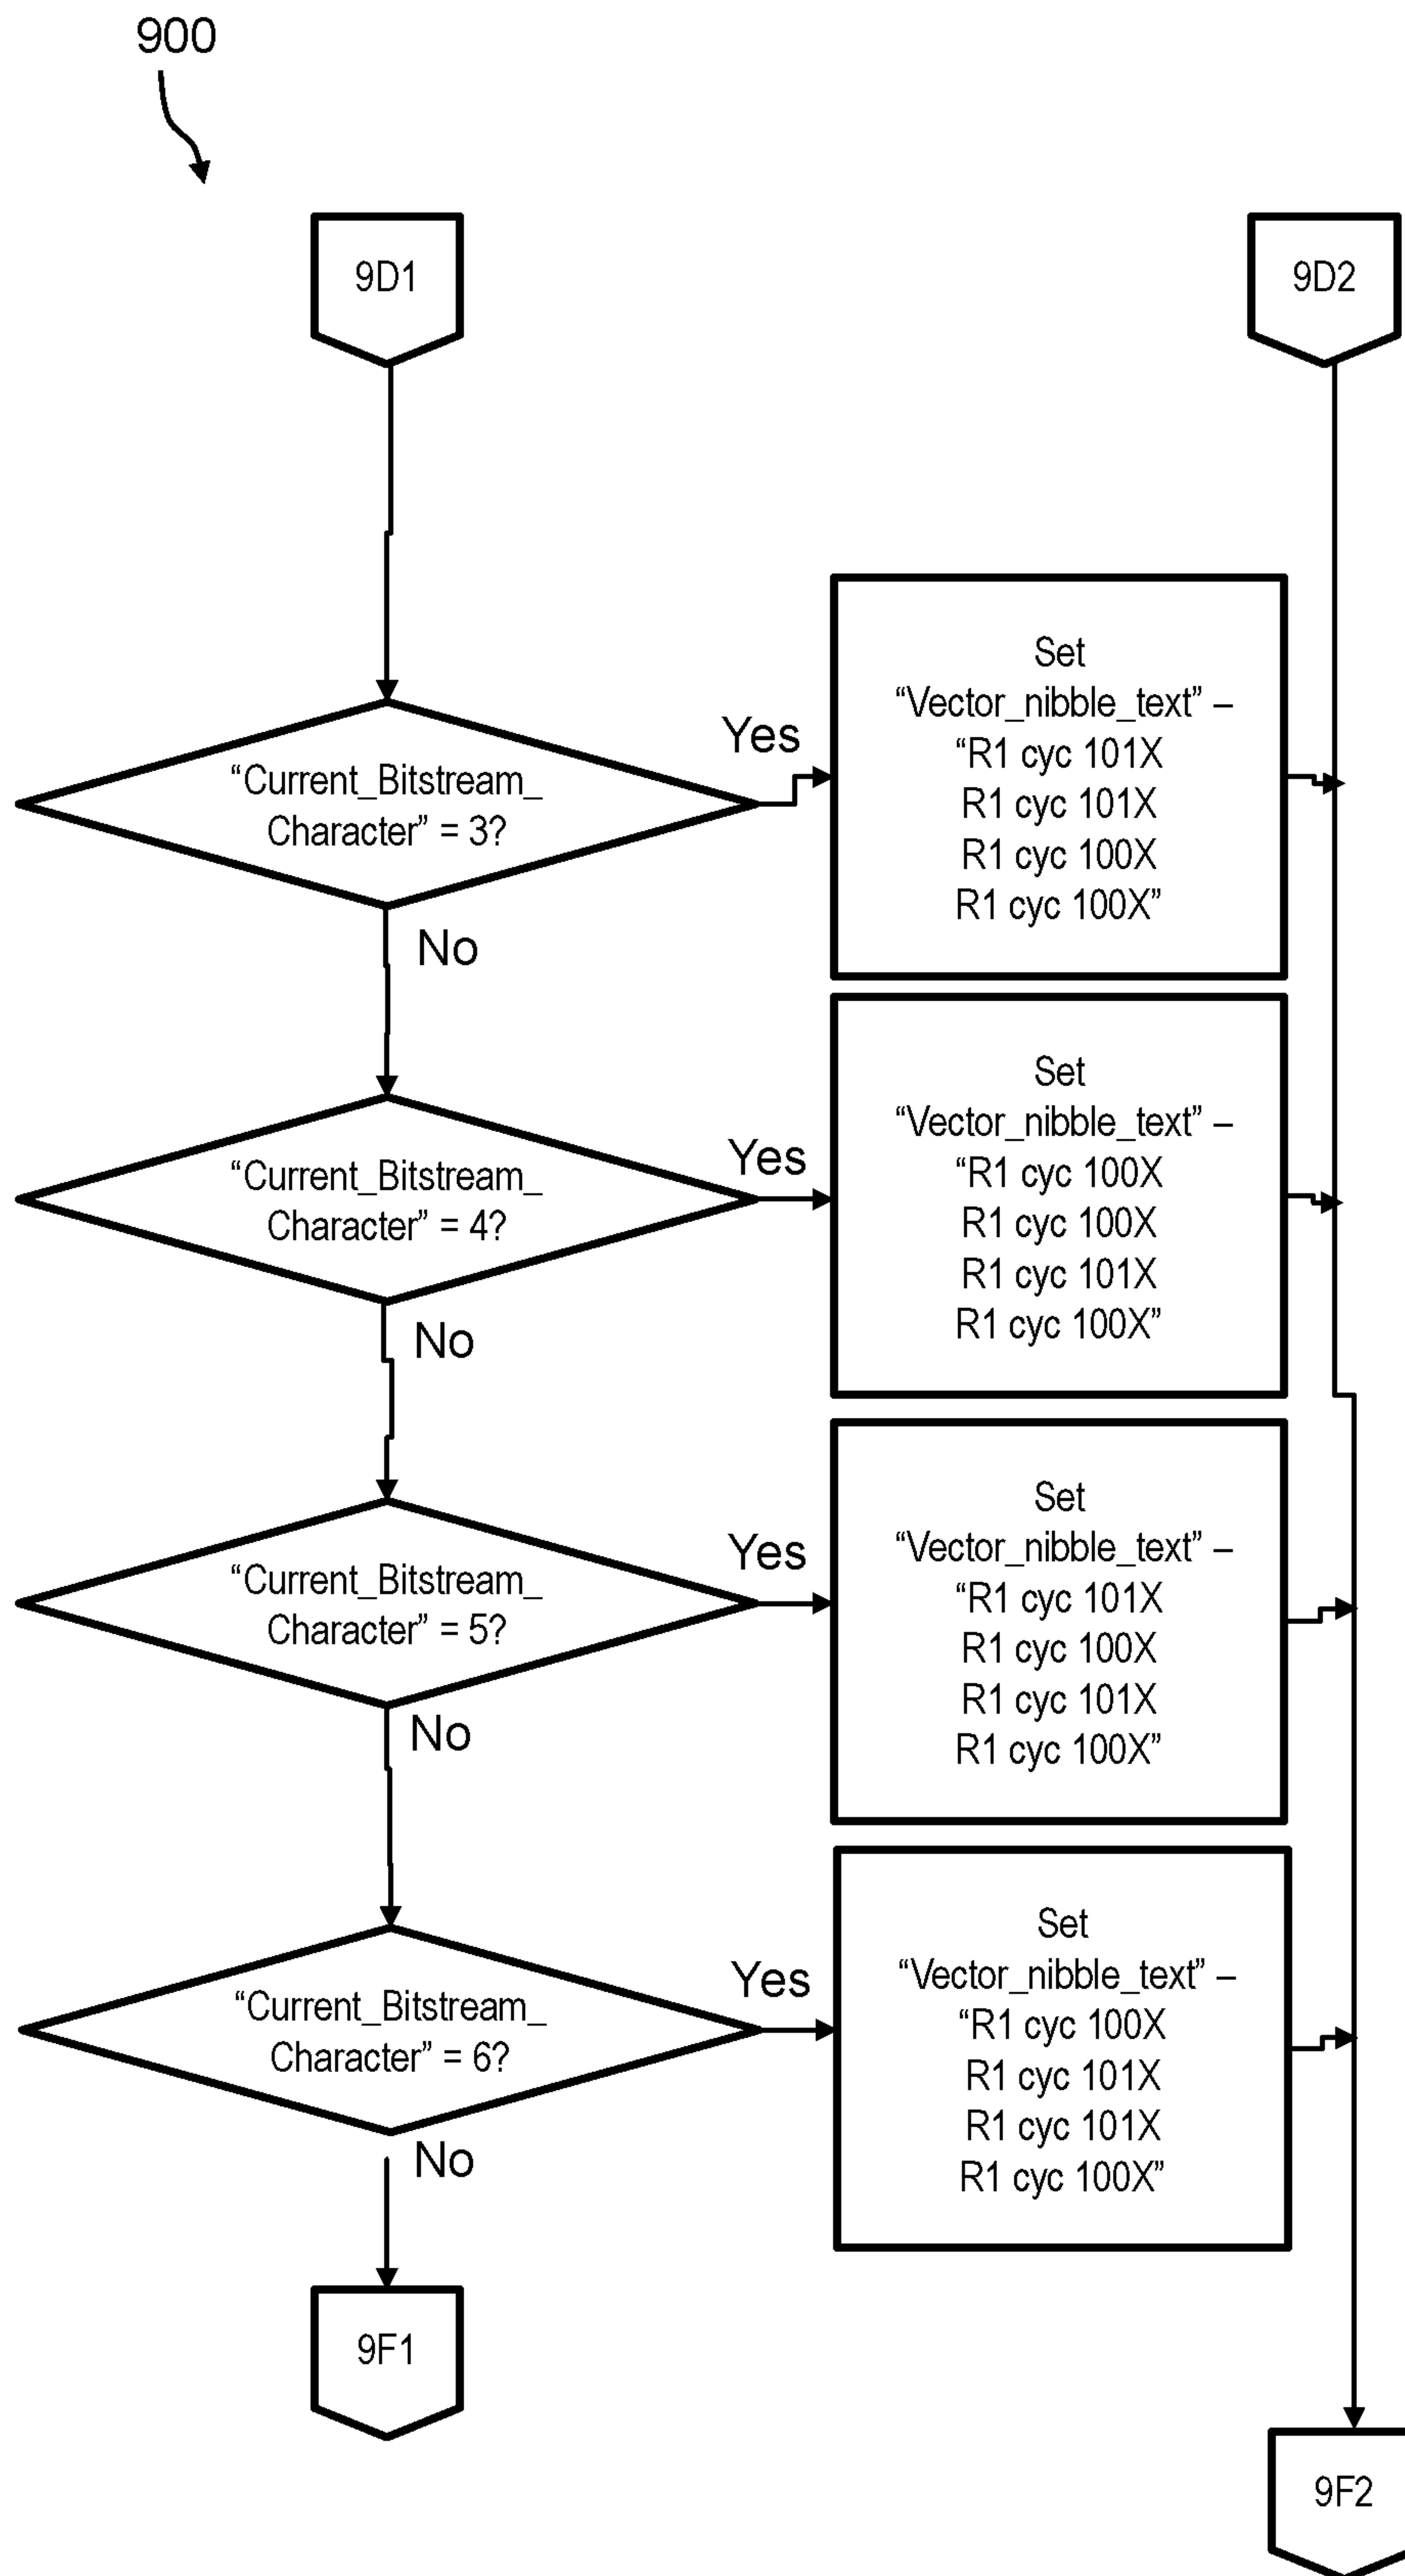 900
9D1
9D2
“Current_Bitstream_
Character” = 3?
Yes
Set
“Vector_nibble_text” –
“R1 cyc 101X
R1 cyc 101X
R1 cyc 100X
R1 cyc 100X”
No
“Current_Bitstream_
Character” = 4?
Yes
Set
“Vector_nibble_text” –
“R1 cyc 100X
R1 cyc 100X
R1 cyc 101X
R1 cyc 100X”
No
“Current_Bitstream_
Character” = 5?
Yes
Set
“Vector_nibble_text” –
“R1 cyc 101X
R1 cyc 100X
R1 cyc 101X
R1 cyc 100X”
No
“Current_Bitstream_
Character” = 6?
Yes
Set
“Vector_nibble_text” –
“R1 cyc 100X
R1 cyc 101X
R1 cyc 101X
R1 cyc 100X”
No
9F1
9F2